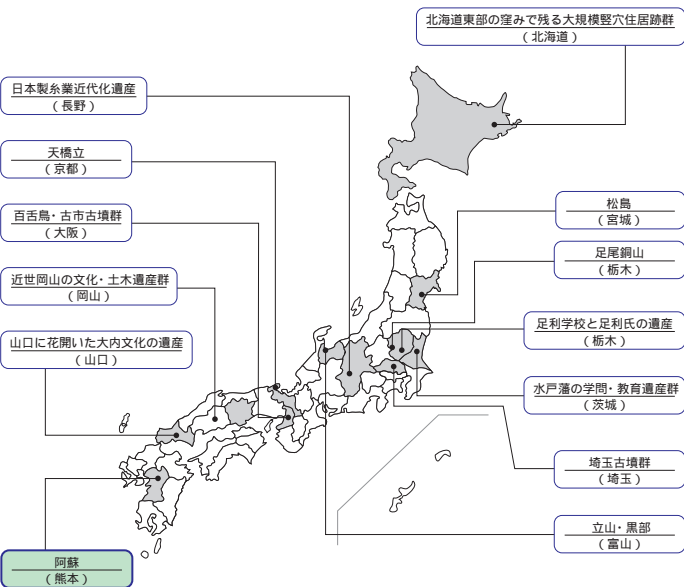 北海道東部の窪みで残る大規模竪穴住居跡群
（北海道）
日本製糸業近代化遺産
（長野）
天橋立
（京都）
百舌鳥・古市古墳群
（大阪）
近世岡山の文化・土木遺産群
（岡山）
山口に花開いた大内文化の遺産
（山口）
阿蘇
（熊本）
松島
（宮城）
足尾銅山
（栃木）
足利学校と足利氏の遺産
（栃木）
水戸藩の学問・教育遺産群
（茨城）
埼玉古墳群
（埼玉）
立山・黒部
（富山）